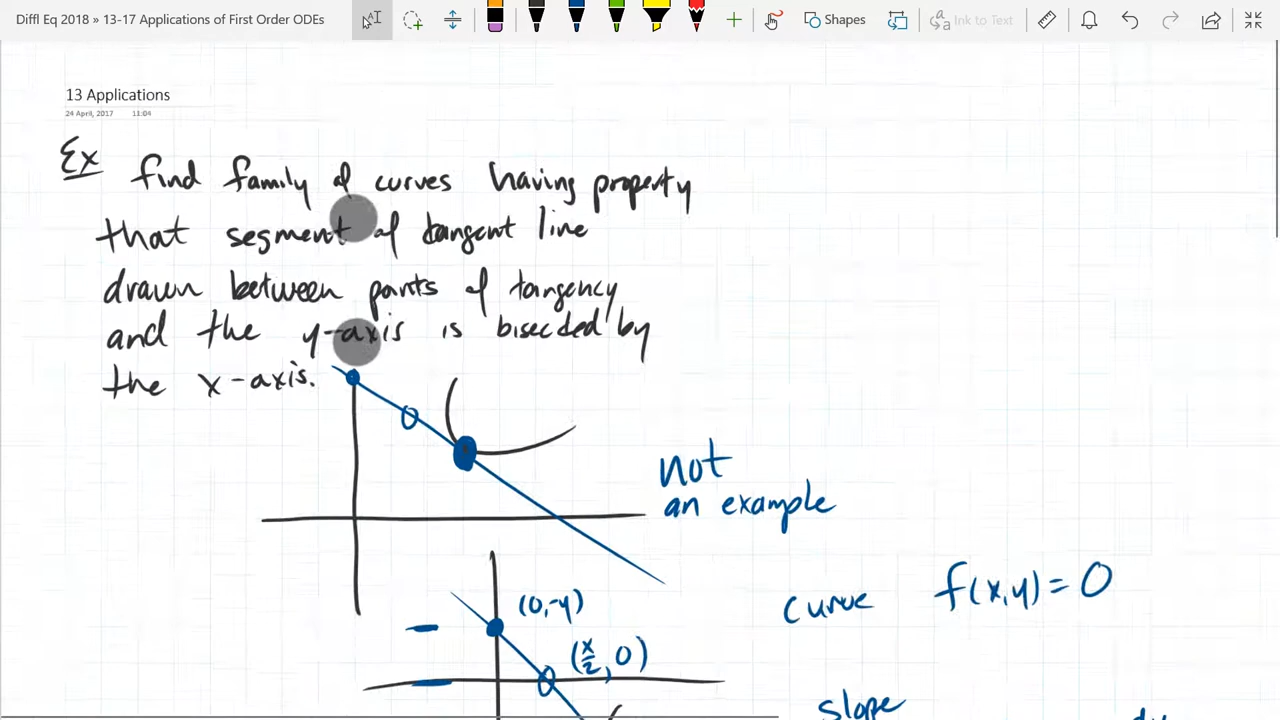 Diffl Eq 2018 » 13-17 Applications of First Order ODEs
Shapes
Ink to Text
13 Applications
24 April, 2017 13:04
Ex find family of curves having property
that segment of tangent line
drawn between points of tangency
and the y-axis is bisected by
the x-axis.
not
an example
(0,-y)
curve f(x,y) = 0
(x/2, 0)
slope